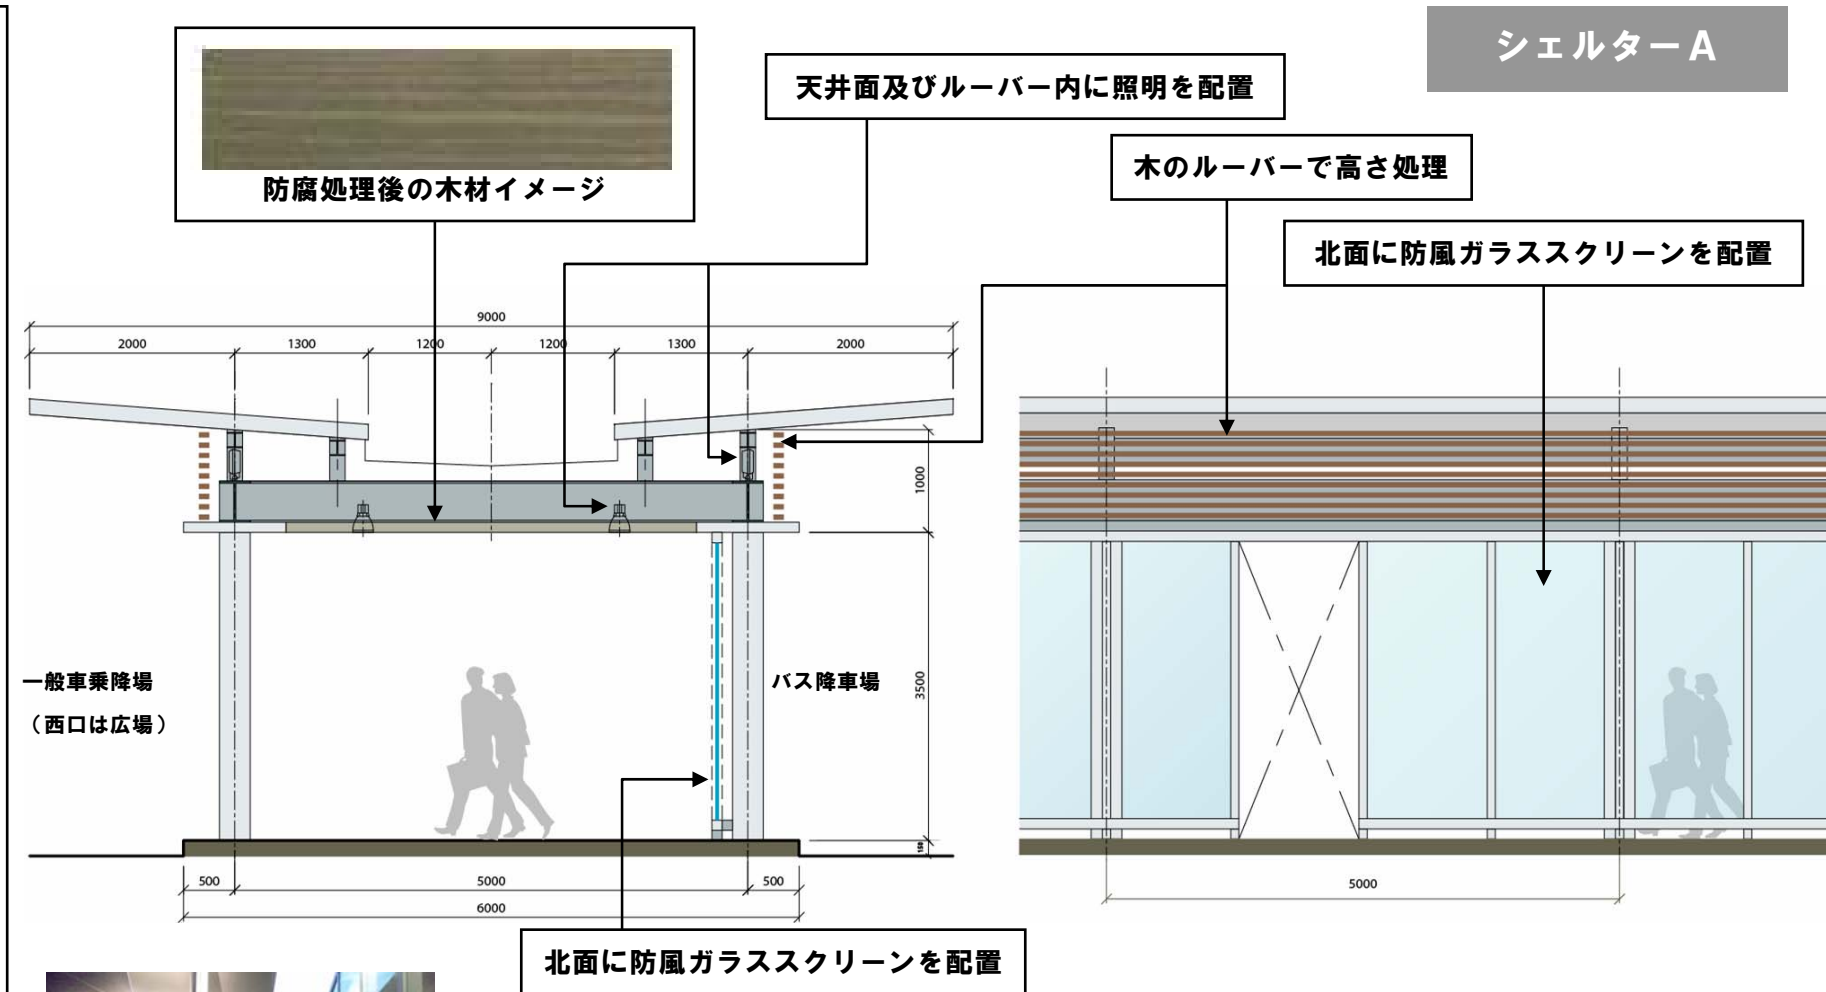 シェルターA
天井面及びルーバー内に照明を配置
防腐処理後の木材イメージ
木のルーバーで高さ処理
北面に防風ガラススクリーンを配置
9000
2000 1300 1200 1200 1300 2000
1000
一般車乗降場
（西口は広場）
バス降車場
3500
150
500 5000 500
6000
5000
北面に防風ガラススクリーンを配置